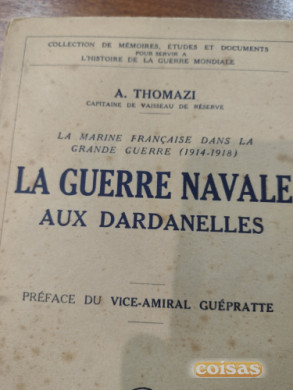 COLLECTION DE MÉMOIRES, ÉTUDES ET DOCUMENTS
POUR SERVIR A
L'HISTOIRE DE LA GUERRE MONDIALE
A. THOMAZI
CAPITAINE DE VAISSEAU DE RÉSERVE
LA MARINE FRANÇAISE DANS LA
GRANDE GUERRE (1914-1918)
LA GUERRE NAVALE
AUX DARDANELLES
PRÉFACE DU VICE-AMIRAL GUÉPRATTE
coisas